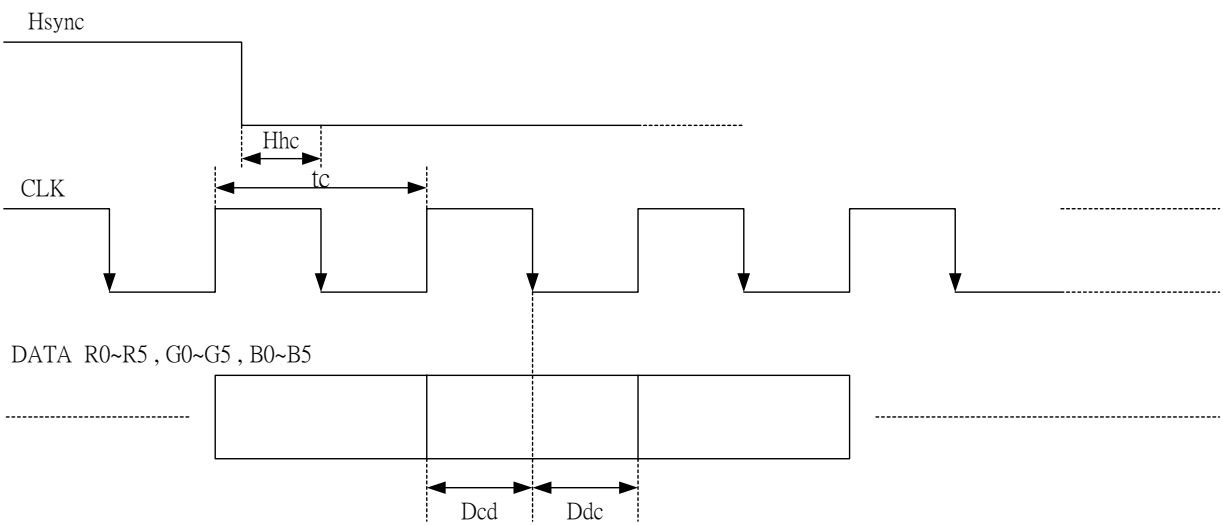 Hsync
Hhc
tc
CLK
DATA R0~R5 , G0~G5 , B0~B5
Dcd Ddc